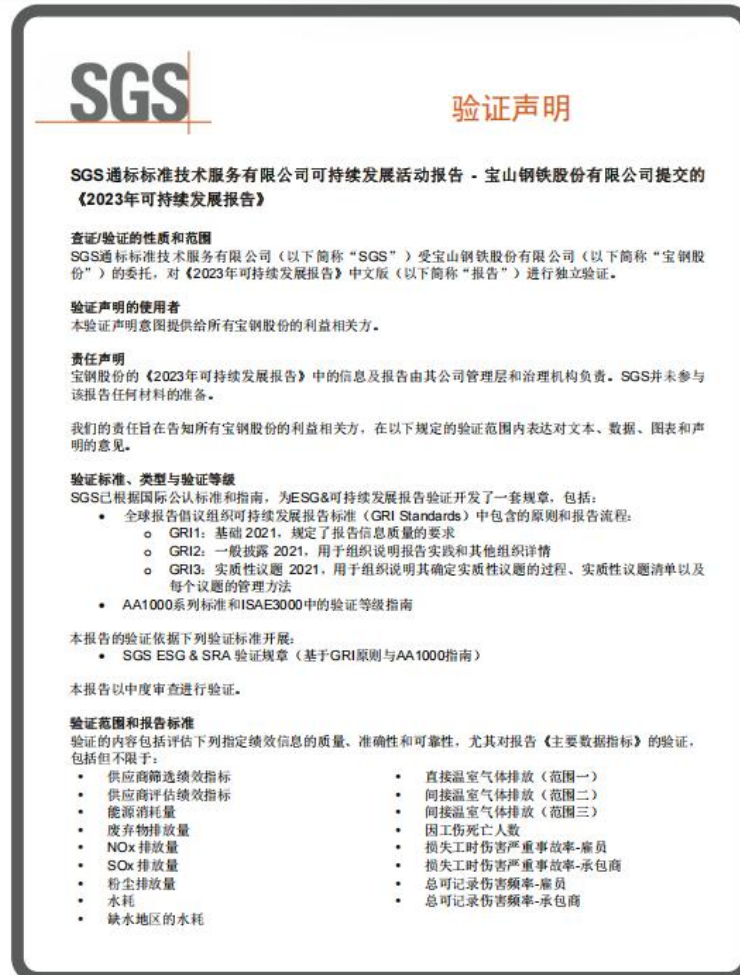 SGS
验证声明
SGS通标标准技术服务有限公司可持续发展活动报告 - 宝山钢铁股份有限公司提交的
《2023年可持续发展报告》
查证/验证的性质和范围
SGS通标标准技术服务有限公司（以下简称“SGS”）受宝山钢铁股份有限公司（以下简称“宝钢股
份”）的委托，对《2023年可持续发展报告》中文版（以下简称“报告”）进行独立验证。
验证声明的使用者
本验证声明意图提供给所有宝钢股份的利益相关方。
责任声明
宝钢股份的《2023年可持续发展报告》中的信息及报告由其公司管理层和治理机构负责。SGS并未参与
该报告任何材料的准备。
我们的责任旨在告知所有宝钢股份的利益相关方，在以下规定的验证范围内表达对文本、数据、图表和声
明的意见。
验证标准、类型与验证等级
SGS已根据国际公认标准和指南，为ESG&可持续发展报告验证开发了一套规章，包括：
• 全球报告倡议组织可持续发展报告标准（GRI Standards）中包含的原则和报告流程：
o GRI1：基础 2021，规定了报告信息质量的要求
o GRI2：一般披露 2021，用于组织说明报告实践和其他组织详情
o GRI3：实质性议题 2021，用于组织说明其确定实质性议题的过程、实质性议题清单以及
每个议题的管理方法
• AA1000系列标准和ISAE3000中的验证等级指南
本报告的验证依据下列验证标准开展：
• SGS ESG & SRA 验证规章（基于GRI原则与AA1000指南）
本报告以中度审查进行验证。
验证范围和报告标准
验证的内容包括评估下列指定绩效信息的质量、准确性和可靠性，尤其对报告《主要数据指标》的验证，
包括但不限于：
• 供应商筛选绩效指标
• 供应商评估绩效指标
• 能源消耗量
• 废弃物排放量
• NOx 排放量
• SOx 排放量
• 粉尘排放量
• 水耗
• 缺水地区的水耗
• 直接温室气体排放（范围一）
• 间接温室气体排放（范围二）
• 间接温室气体排放（范围三）
• 因工伤死亡人数
• 损失工时伤害严重事故率-雇员
• 损失工时伤害严重事故率-承包商
• 总可记录伤害频率-雇员
• 总可记录伤害频率-承包商